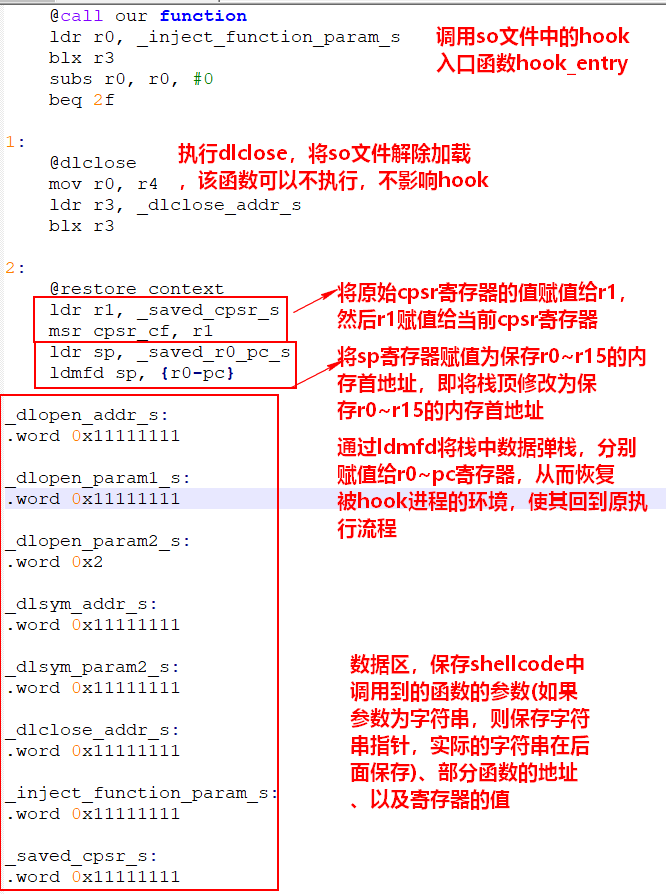 @call our function
ldr r0, _inject_function_param_s
blx r3
subs r0, r0, #0
beq 2f
调用so文件中的hook
入口函数hook_entry
1:
@dlclose
mov r0, r4
ldr r3, _dlclose_addr_s
blx r3
执行dlclose，将so文件解除加载
，该函数可以不执行，不影响hook
2:
@restore context
ldr r1, _saved_cpsr_s
msr cpsr_cf, r1
ldr sp, _saved_r0_pc_s
ldmfd sp, {r0-pc}
将原始cpsr寄存器的值赋值给r1，
然后r1赋值给当前cpsr寄存器
将sp寄存器赋值为保存r0~r15的内
存首地址，即将栈顶修改为保
存r0~r15的内存首地址
通过ldmfd将栈中数据弹栈，分别
赋值给r0~pc寄存器，从而恢复
被hook进程的环境，使其回到原执
行流程
_dlopen_addr_s:
.word 0x11111111
_dlopen_param1_s:
.word 0x11111111
_dlopen_param2_s:
.word 0x2
_dlsym_addr_s:
.word 0x11111111
_dlsym_param2_s:
.word 0x11111111
_dlclose_addr_s:
.word 0x11111111
_inject_function_param_s:
.word 0x11111111
_saved_cpsr_s:
.word 0x11111111
数据区，保存shellcode中
调用到的函数的参数(如果
参数为字符串，则保存字符
串指针，实际的字符串在后
面保存)、部分函数的地址
、以及寄存器的值